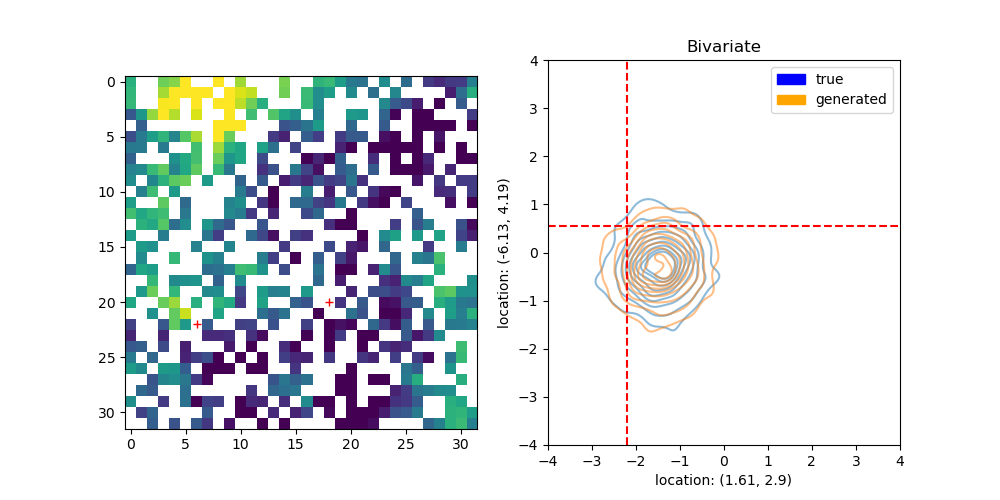 Bivariate
0
5
10
15
20
25
30
0 5 10 15 20 25 30
location: (-6.13, 4.19)
4
3
2
1
0
−1
−2
−3
−4
−4 −3 −2 −1 0 1 2 3 4
location: (1.61, 2.9)
true
generated